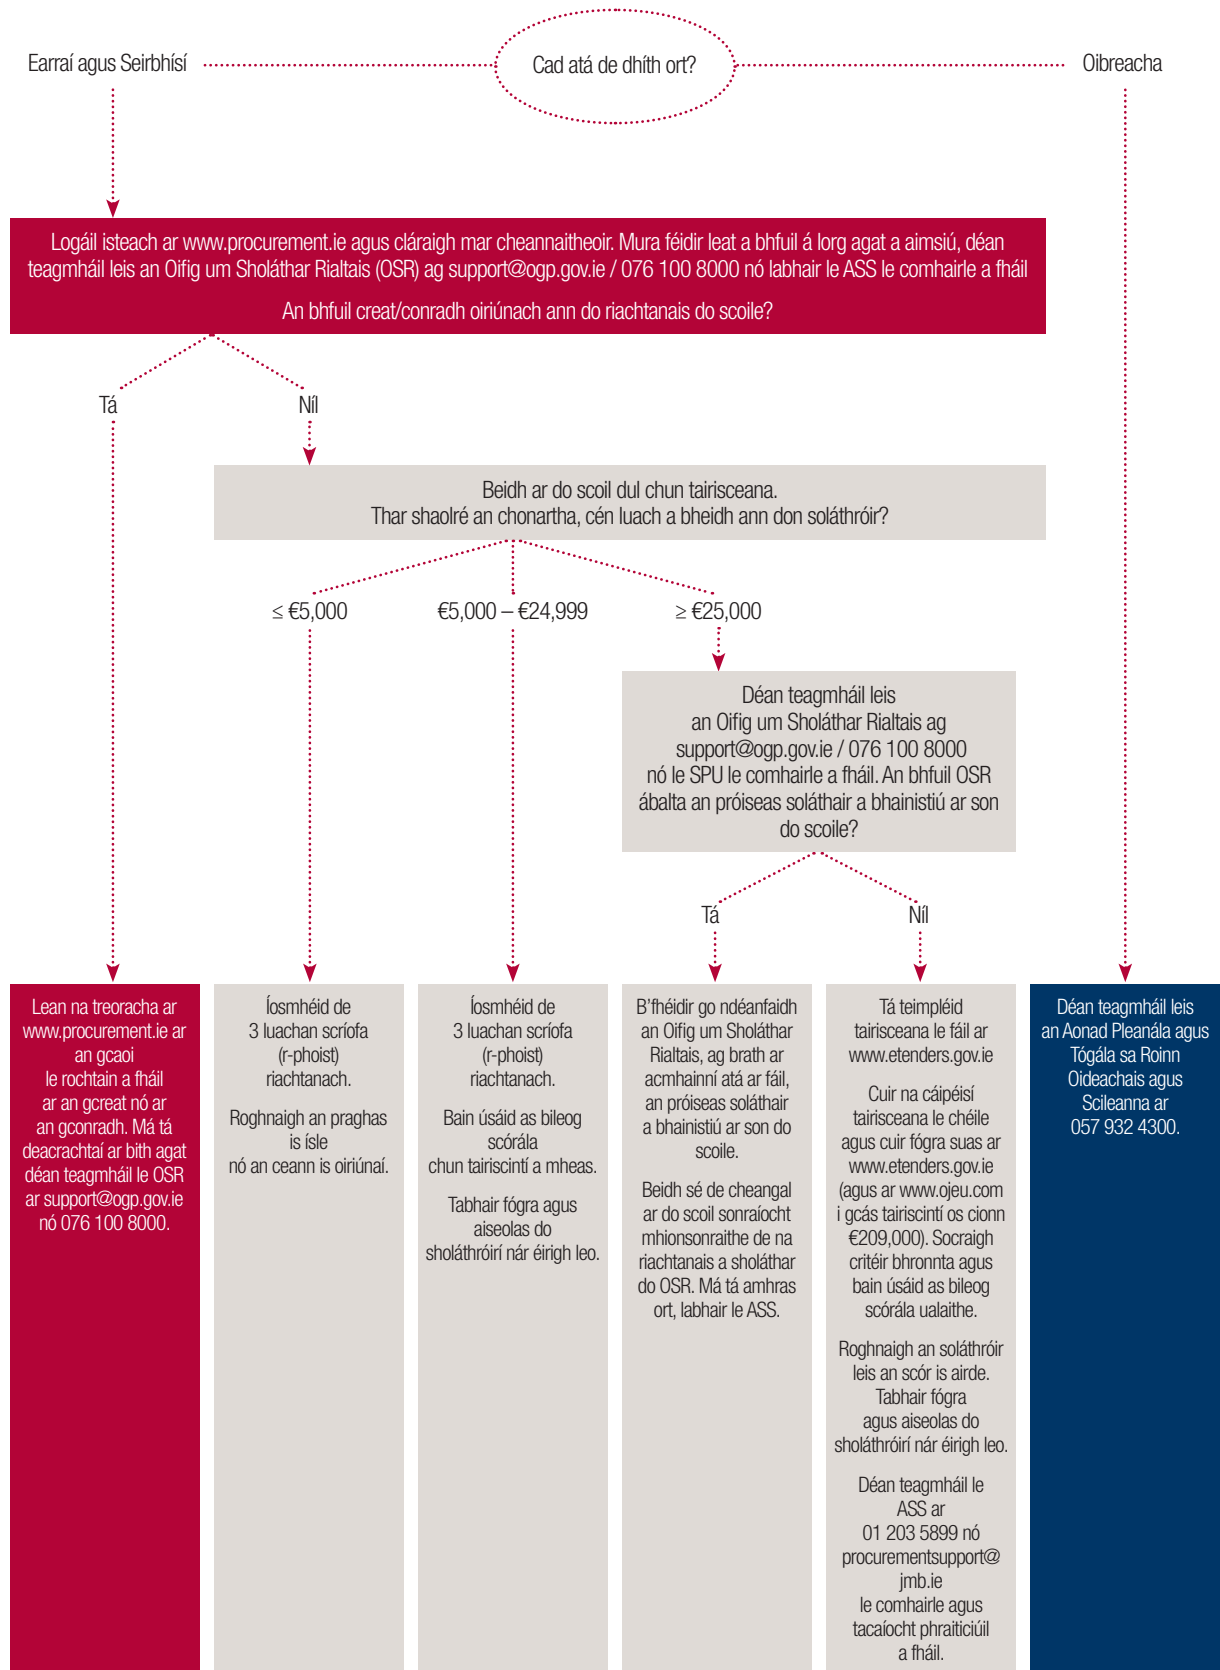 Earraí agus Seirbhísí
Cad atá de dhíth ort?
Oibreacha
Logáil isteach ar www.procurement.ie agus cláraigh mar cheannaitheoir. Mura féidir leat a bhfuil á lorg agat a aimsiú, déan
teagmháil leis an Oifig um Sholáthar Rialtais (OSR) ag support@ogp.gov.ie / 076 100 8000 nó labhair le ASS le comhairle a fháil
An bhfuil creat/conradh oiriúnach ann do riachtanais do scoile?
Tá
Níl
Beidh ar do scoil dul chun tairisceana.
Thar shaolré an chonartha, cén luach a bheidh ann don soláthróir?
≤ €5,000
€5,000 – €24,999
≥ €25,000
Déan teagmháil leis
an Oifig um Sholáthar Rialtais ag
support@ogp.gov.ie / 076 100 8000
nó le SPU le comhairle a fháil. An bhfuil OSR
ábalta an próiseas soláthair a bhainistiú ar son
do scoile?
Tá
Níl
Lean na treoracha ar
www.procurement.ie ar
an gcaoi
le rochtain a fháil
ar an gcreat nó ar
an gconradh. Má tá
deacrachtaí ar bith agat
déan teagmháil le OSR
ar support@ogp.gov.ie
nó 076 100 8000.
Íosmhéid de
3 luachan scríofa
(r-phoist)
riachtanach.
Roghnaigh an praghas
is ísle
nó an ceann is oiriúnaí.
Íosmhéid de
3 luachan scríofa
(r-phoist)
riachtanach.
Bain úsáid as bileog
scórála
chun tairiscintí a mheas.
Tabhair fógra agus
aiseolas do
sholáthróirí nár éirigh leo.
B'fhéidir go ndéanfaidh
an Oifig um Sholáthar
Rialtais, ag brath ar
acmhainní atá ar fáil,
an próiseas soláthair
a bhainistiú ar son do
scoile.
Beidh sé de cheangal
ar do scoil sonraíocht
mhionsonraithe de na
riachtanais a sholáthar
do OSR. Má tá amhras
ort, labhair le ASS.
Tá teimpléid
tairisceana le fáil ar
www.etenders.gov.ie
Cuir na cáipéisí
tairisceana le chéile
agus cuir fógra suas ar
www.etenders.gov.ie
(agus ar www.ojeu.com
i gcás tairiscintí os cionn
€209,000). Socraigh
critéir bhronnta agus
bain úsáid as bileog
scórála ualaithe.
Roghnaigh an soláthróir
leis an scór is airde.
Tabhair fógra
agus aiseolas do
sholáthróirí nár éirigh leo.
Déan teagmháil le
ASS ar
01 203 5899 nó
procurementsupport@
jmb.ie
le comhairle agus
tacaíocht phraiticiúil
a fháil.
Déan teagmháil leis
an Aonad Pleanála agus
Tógála sa Roinn
Oideachais agus
Scileanna ar
057 932 4300.